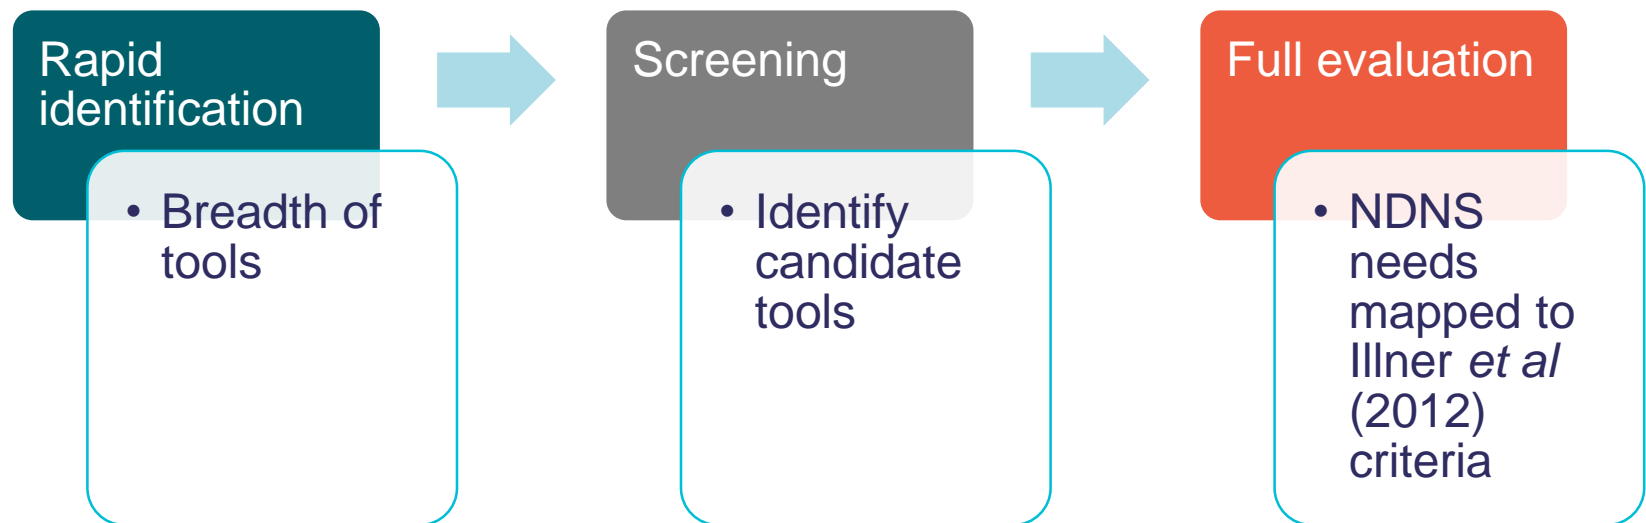 Rapid
identification
• Breadth of
tools
Screening
• Identify
candidate
tools
Full evaluation
• NDNS
needs
mapped to
Illner et al
(2012)
criteria